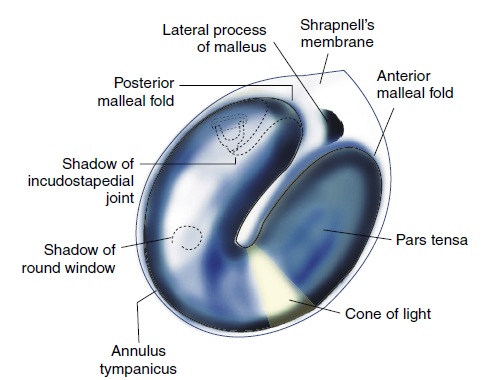 Lateral process
of malleus
Shrapnell's
membrane
Posterior
malleal fold
Anterior
malleal fold
Shadow of
incudostapedial
joint
Shadow of
round window
Pars tensa
Cone of light
Annulus
tympanicus